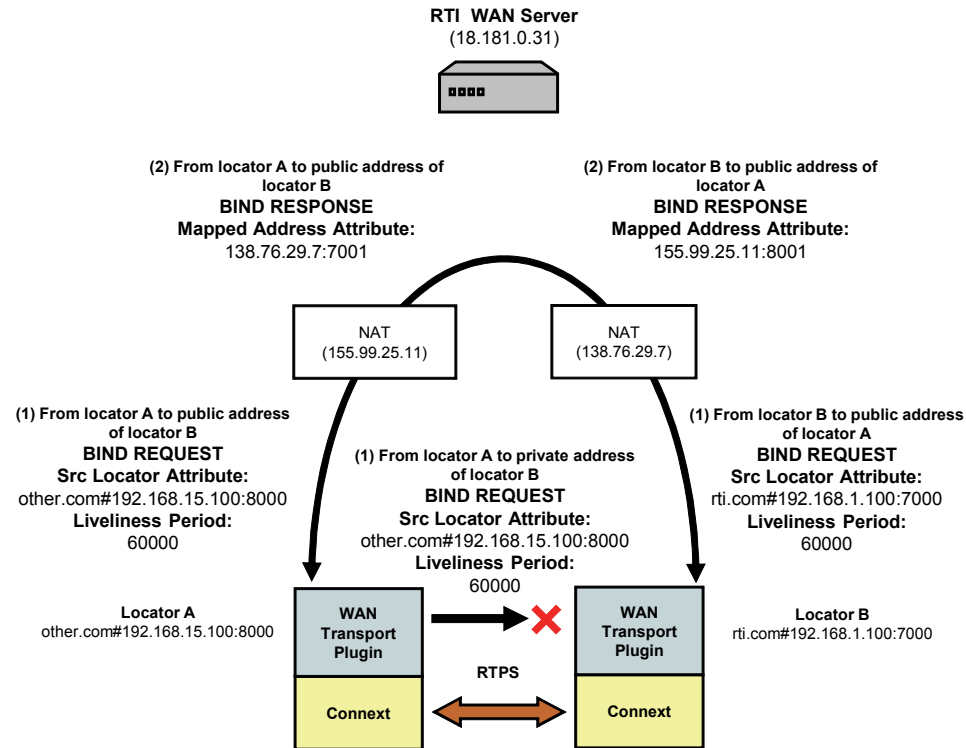 RTI  WAN Server
(18.181.0.31)
(2) From locator A to public address of
locator B
BIND RESPONSE
Mapped Address Attribute:
138.76.29.7:7001
(2) From locator B to public address of
locator A
BIND RESPONSE
Mapped Address Attribute:
155.99.25.11:8001
NAT
(155.99.25.11)
NAT
(138.76.29.7)
(1) From locator A to public address
of locator B
BIND REQUEST
Src Locator Attribute:
other.com#192.168.15.100:8000
Liveliness Period:
60000
(1) From locator A to private address
of locator B
BIND REQUEST
Src Locator Attribute:
other.com#192.168.15.100:8000
Liveliness Period:
60000
(1) From locator B to public address
of locator A
BIND REQUEST
Src Locator Attribute:
rti.com#192.168.1.100:7000
Liveliness Period:
60000
Locator A
other.com#192.168.15.100:8000
WAN
Transport
Plugin
WAN
Transport
Plugin
Locator B
rti.com#192.168.1.100:7000
RTPS
Connext
Connext